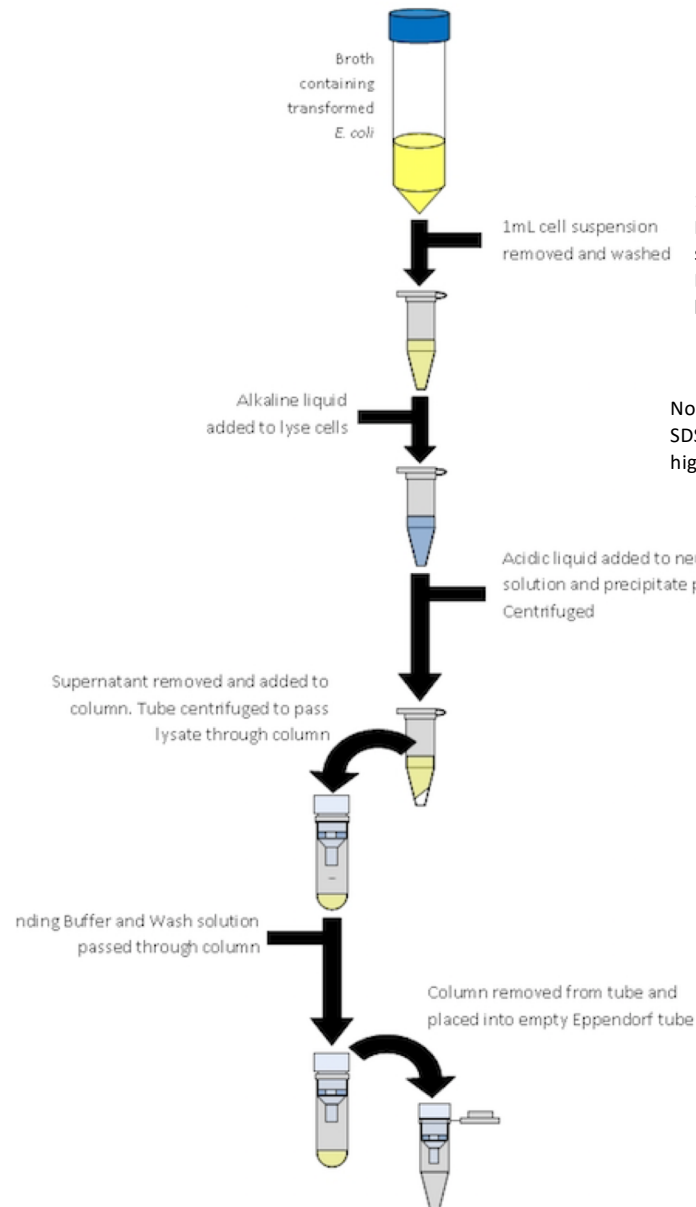 Broth
containing
transformed
E. coli
1mL cell suspension
removed and washed
Alkaline liquid
added to lyse cells
No
SDS
hig
Acidic liquid added to neu
solution and precipitate p
Centrifuged
Supernatant removed and added to
column. Tube centrifuged to pass
lysate through column
nding Buffer and Wash solution
passed through column
Column removed from tube and
placed into empty Eppendorf tube